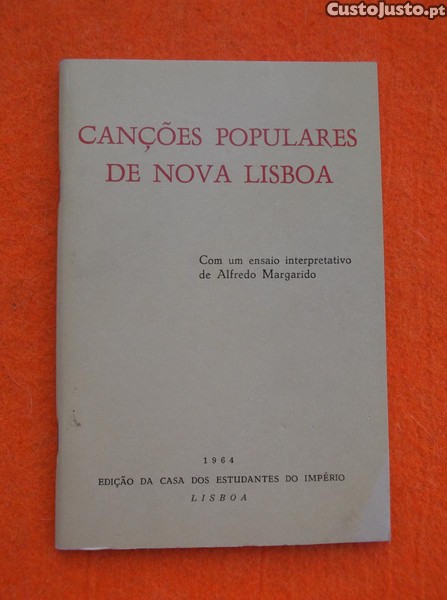 CustoJusto.pt
CANÇÕES POPULARES
DE NOVA LISBOA
Com um ensaio interpretativo
de Alfredo Margarido
1964
EDIÇÃO DA CASA DOS ESTUDANTES DO IMPÉRIO
LISBOA